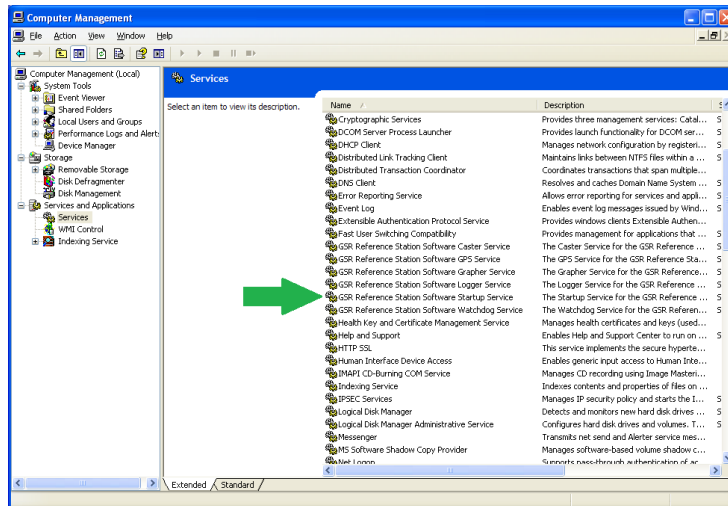 Computer Management
File Action View Window Help
Computer Management (Local)
System Tools
Event Viewer
Shared Folders
Local Users and Groups
Performance Logs and Alert
Device Manager
Storage
Removable Storage
Disk Defragmenter
Disk Management
Services and Applications
Services
WMI Control
Indexing Service
Services
Select an item to view its description.
Name Description S
Cryptographic Services Provides three management services: Catal... S
DCOM Server Process Launcher Provides launch functionality for DCOM ser... S
DHCP Client Manages network configuration by registeri... S
Distributed Link Tracking Client Maintains links between NTFS files within a ... S
Distributed Transaction Coordinator Coordinates transactions that span multiple...
DNS Client Resolves and caches Domain Name System ... S
Error Reporting Service Allows error reporting for services and appli... S
Event Log Enables event log messages issued by Wind... S
Extensible Authentication Protocol Service Provides windows clients Extensible Authen...
Fast User Switching Compatibility Provides management for applications that ... S
GSR Reference Station Software Caster Service The Caster Service for the GSR Reference ... S
GSR Reference Station Software GPS Service The GPS Service for the GSR Reference Sta... S
GSR Reference Station Software Grapher Service The Grapher Service for the GSR Reference... S
GSR Reference Station Software Logger Service The Logger Service for the GSR Reference ... S
GSR Reference Station Software Startup Service The Startup Service for the GSR Reference ... S
GSR Reference Station Software Watchdog Service The Watchdog Service for the GSR Referen... S
Health Key and Certificate Management Service Manages health certificates and keys (used...
Help and Support Enables Help and Support Center to run on ... S
HTTP SSL This service implements the secure hyperte...
Human Interface Device Access Enables generic input access to Human Inte...
IMAPI CD-Burning COM Service Manages CD recording using Image Masteri...
Indexing Service Indexes contents and properties of files on ...
IPSEC Services Manages IP security policy and starts the I... S
Logical Disk Manager Detects and monitors new hard disk drives ... S
Logical Disk Manager Administrative Service Configures hard disk drives and volumes. T... S
Messenger Transmits net send and Alerter service mes...
MS Software Shadow Copy Provider Manages software-based volume shadow c...
Net Logon Supports pass-through authentication of ac...
Extended Standard